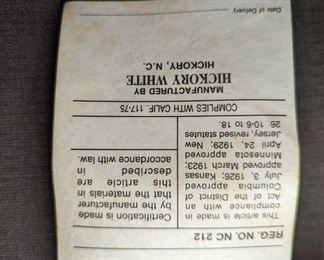 REG. NO. NC 212
This article is made in
compliance with an
Act of the District of
Columbia approved
July 3, 1926; Kansas
approved March 1923;
Minnesota approved
April 24, 1929; New
Jersey, revised statutes
26: 10-6 to 18.
Certification is made
by the manufacturer
that the materials in
this article are
described in
accordance with law.
COMPLIES WITH CALIF. 117-75
MANUFACTURED BY
HICKORY WHITE
HICKORY, N.C.
Date of Delivery